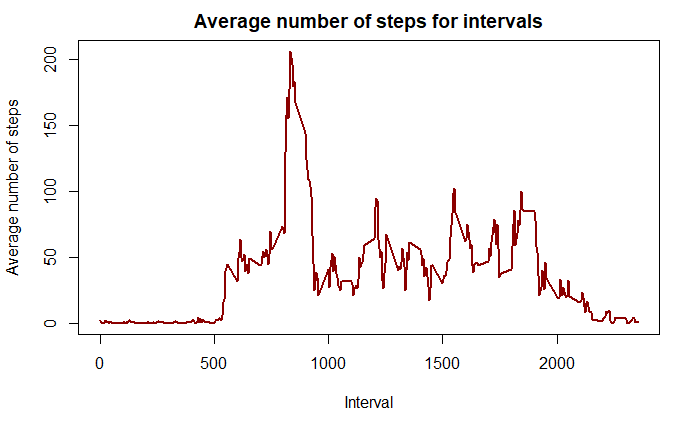 Average number of steps for intervals
Average number of steps
200
150
100
50
0
0 500 1000 1500 2000
Interval